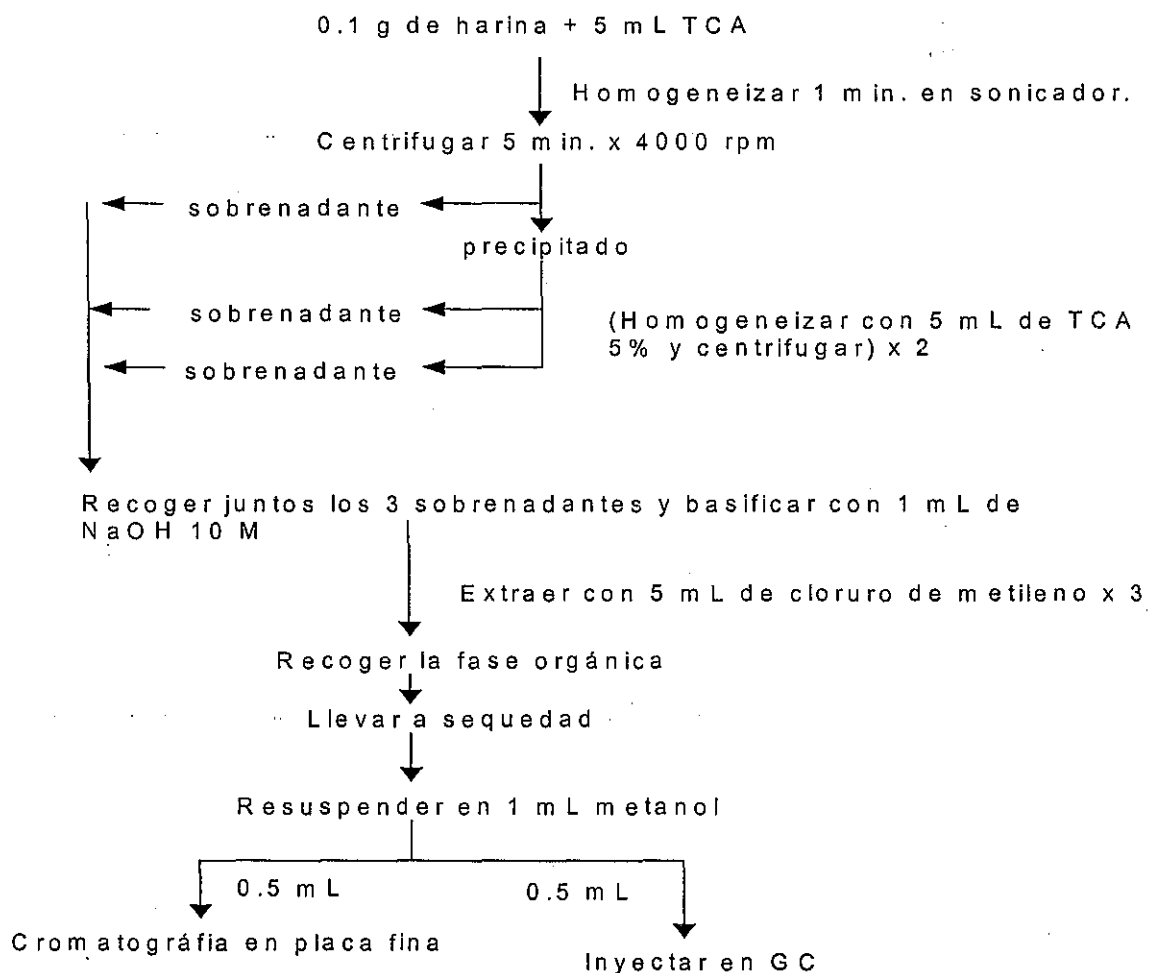 0.1 g de harina + 5 mL TCA
Homogeneizar 1 min. en sonicador.
Centrifugar 5 min. x 4000 rpm
sobrenadante
precipitado
sobrenadante
(Homogeneizar con 5 mL de TCA
5% y centrifugar) x 2
sobrenadante
Recoger juntos los 3 sobrenadantes y basificar con 1 mL de
NaOH 10 M
Extraer con 5 mL de cloruro de metileno x 3
Recoger la fase orgánica
Llevar a sequedad
Resuspender en 1 mL metanol
0.5 mL
0.5 mL
Cromatográfia en placa fina
Inyectar en GC